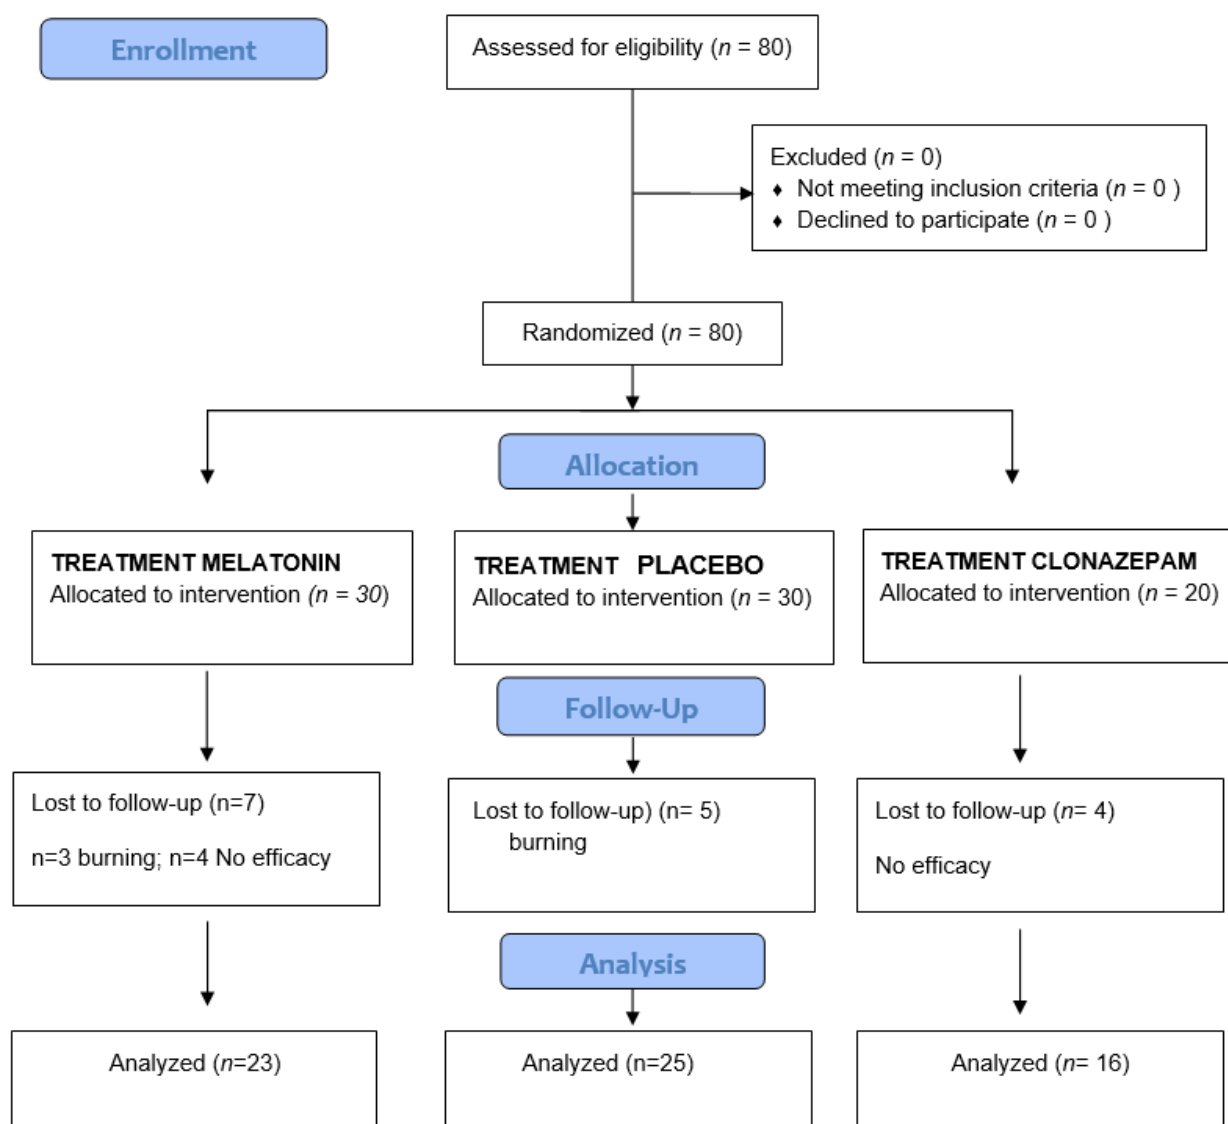 Enrollment
Assessed for eligibility (n = 80)
Excluded (n = 0)
♦ Not meeting inclusion criteria (n = 0 )
♦ Declined to participate (n = 0 )
Randomized (n = 80)
Allocation
TREATMENT MELATONIN
Allocated to intervention (n = 30)
TREATMENT PLACEBO
Allocated to intervention (n = 30)
TREATMENT CLONAZEPAM
Allocated to intervention (n = 20)
Follow-Up
Lost to follow-up (n=7)
n=3 burning; n=4 No efficacy
Lost to follow-up) (n= 5)
burning
Lost to follow-up (n= 4)
No efficacy
Analysis
Analyzed (n=23)
Analyzed (n=25)
Analyzed (n= 16)